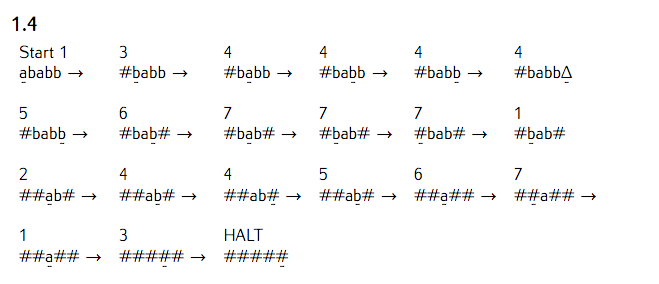 1.4
Start 1 3 4 4 4 4
ababb → #babb → #babb → #babb → #babb → #babbΔ
5 6 7 7 7 1
#babb → #bab# → #bab# → #bab# → #bab# → #bab#
2 4 4 5 6 7
##ab# → ##ab# → ##ab# → ##ab# → ##a## → ##a## →
1 3 HALT
##a## → ##### → #####